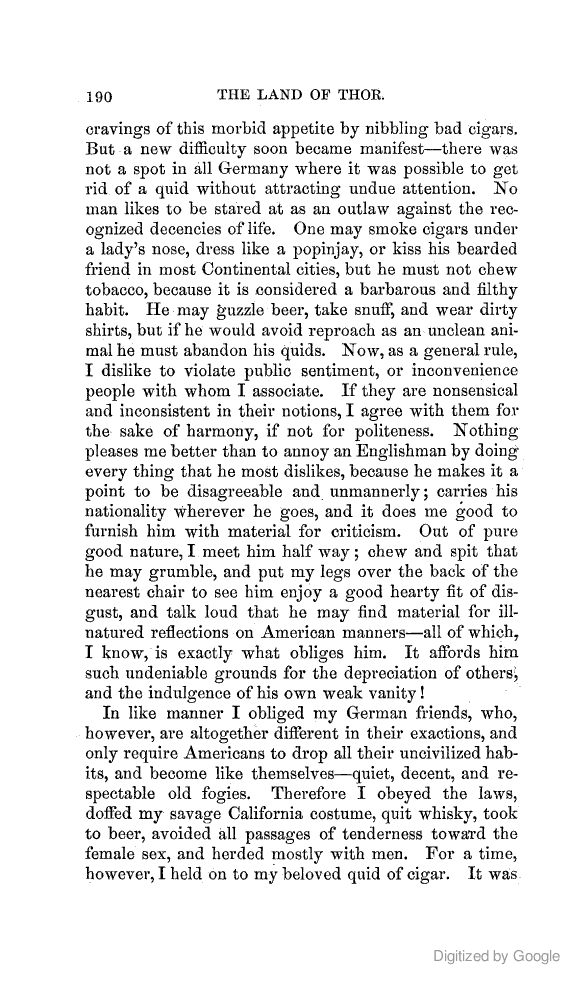 190
THE LAND OF THOR.
cravings of this morbid appetite by nibbling bad cigars.
But a new difficulty soon became manifest—there was
not a spot in all Germany where it was possible to get
rid of a quid without attracting undue attention. No
man likes to be stared at as an outlaw against the rec-
ognized decencies of life. One may smoke cigars under
a lady's nose, dress like a popinjay, or kiss his bearded
friend in most Continental cities, but he must not chew
tobacco, because it is considered a barbarous and filthy
habit. He may guzzle beer, take snuff, and wear dirty
shirts, but if he would avoid reproach as an unclean ani-
mal he must abandon his quids. Now, as a general rule,
I dislike to violate public sentiment, or inconvenience
people with whom I associate. If they are nonsensical
and inconsistent in their notions, I agree with them for
the sake of harmony, if not for politeness. Nothing
pleases me better than to annoy an Englishman by doing
every thing that he most dislikes, because he makes it a
point to be disagreeable and unmannerly; carries his
nationality wherever he goes, and it does me good to
furnish him with material for criticism. Out of pure
good nature, I meet him half way; chew and spit that
he may grumble, and put my legs over the back of the
nearest chair to see him enjoy a good hearty fit of dis-
gust, and talk loud that he may find material for ill-
natured reflections on American manners—all of which,
I know, is exactly what obliges him. It affords him
such undeniable grounds for the depreciation of others,
and the indulgence of his own weak vanity!
In like manner I obliged my German friends, who,
however, are altogether different in their exactions, and
only require Americans to drop all their uncivilized hab-
its, and become like themselves—quiet, decent, and re-
spectable old fogies. Therefore I obeyed the laws,
doffed my savage California costume, quit whisky, took
to beer, avoided all passages of tenderness toward the
female sex, and herded mostly with men. For a time,
however, I held on to my beloved quid of cigar. It was
Digitized by Google